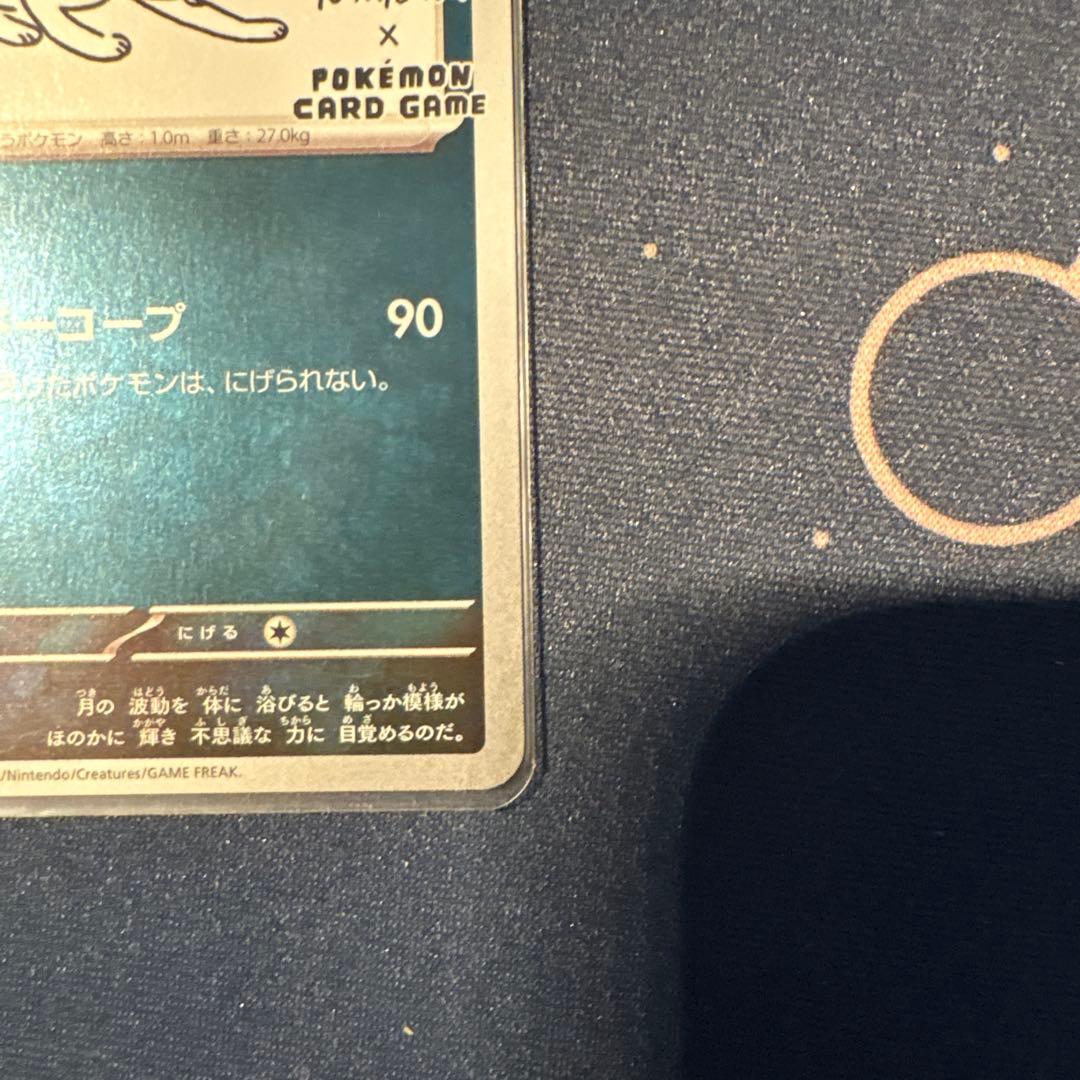 ×
POKÉMON
CARD GAME
ポケモン 高さ:1.0m 重さ:27.0kg
ーコープ 90
けたポケモンは、にげられない。
にげる
月の 波動を 体に 浴びると 輪っか模様が
ほのかに 輝き 不思議な 力に 目覚めるのだ。
/Nintendo/Creatures/GAME FREAK.